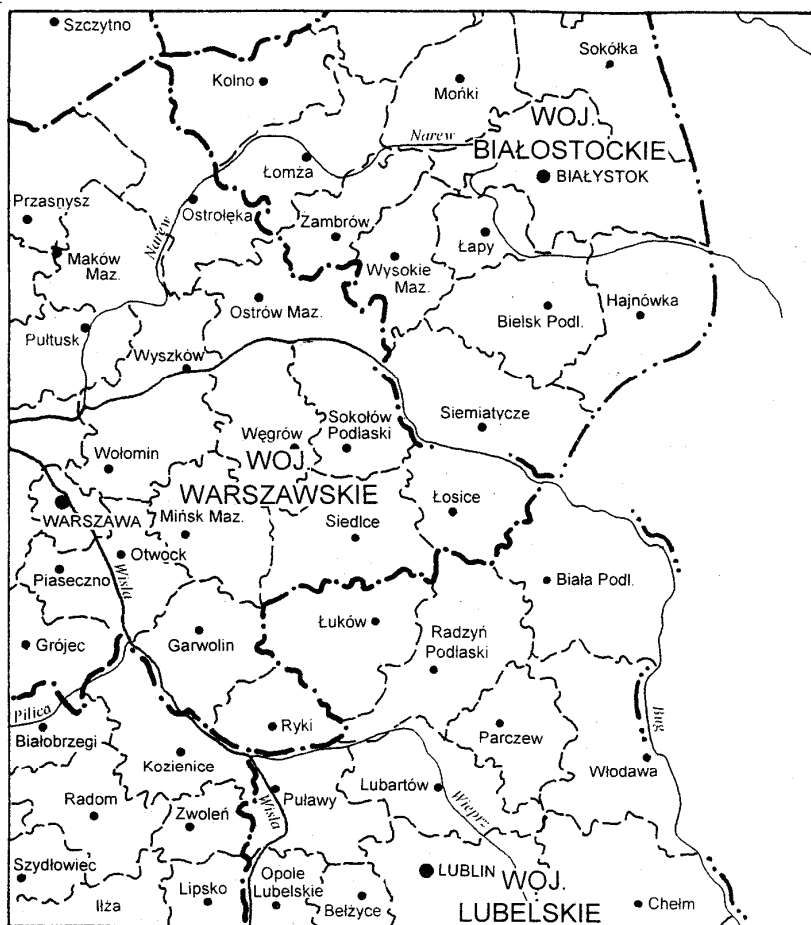 Szczytno
Sokółka
Kolno
Mońki
WOJ.
BIAŁOSTOCKIE
Narew
BIAŁYSTOK
Łomża
Przasnysz
Ostrołęka
Zambrów
Łapy
Narew
Maków
Maz.
Wysokie
Maz.
Ostrów Maz.
Bielsk Podl.
Hajnówka
Pułtusk
Wyszków
Siemiatycze
Sokołów
Podlaski
Węgrów
WOJ.
WARSZAWSKIE
Wołomin
Łosice
WARSZAWA
Mińsk Maz.
Siedlce
Otwock
Wisła
Piaseczno
Biała Podl.
Grójec
Garwolin
Łuków
Radzyń
Podlaski
Pilica
Białobrzegi
Ryki
Parczew
Bug
Kozienice
Włodawa
Radom
Zwoleń
Wisła
Puławy
Lubartów
Wieprz
Szydłowiec
Iłża
Lipsko
Opole
Lubelskie
Bełżyce
LUBLIN
WOJ.
LUBELSKIE
Chełm